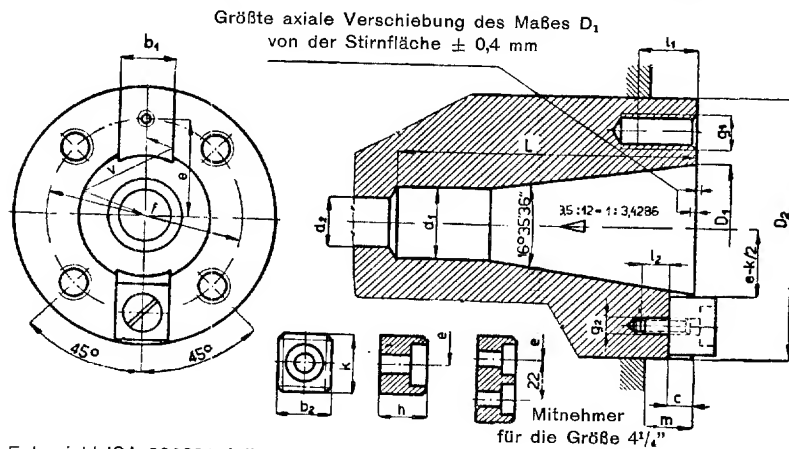 Größte axiale Verschiebung des Maßes D₁
von der Stirnfläche ± 0,4 mm
b₁
l₁
v
e
f
L
g₁
d₂
d₁
16°35'36"
3,5:12 = 1:3,4286
D₁
D₂
l₂
e-k/2
g₂
45°
45°
k
b₂
e
h
e
22
c
m
Mitnehmer
für die Größe 4¹/₄"